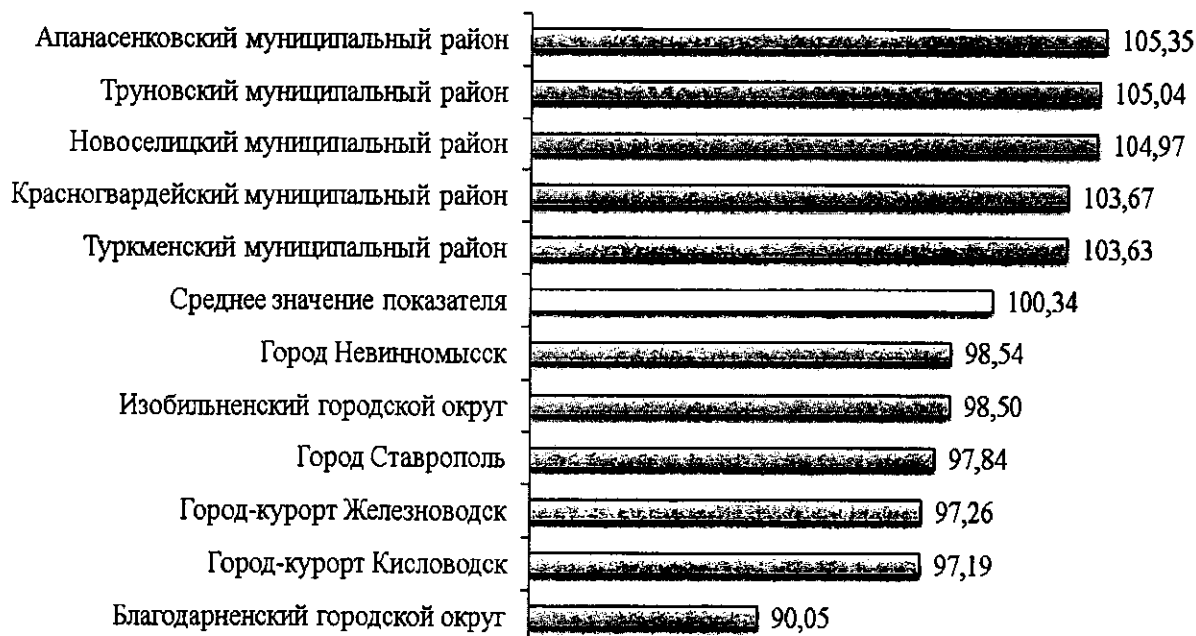 Апанасенковский муниципальный район 105,35
Труновский муниципальный район 105,04
Новоселицкий муниципальный район 104,97
Красногвардейский муниципальный район 103,67
Туркменский муниципальный район 103,63
Среднее значение показателя 100,34
Город Невинномысск 98,54
Изобильненский городской округ 98,50
Город Ставрополь 97,84
Город-курорт Железноводск 97,26
Город-курорт Кисловодск 97,19
Благодарненский городской округ 90,05